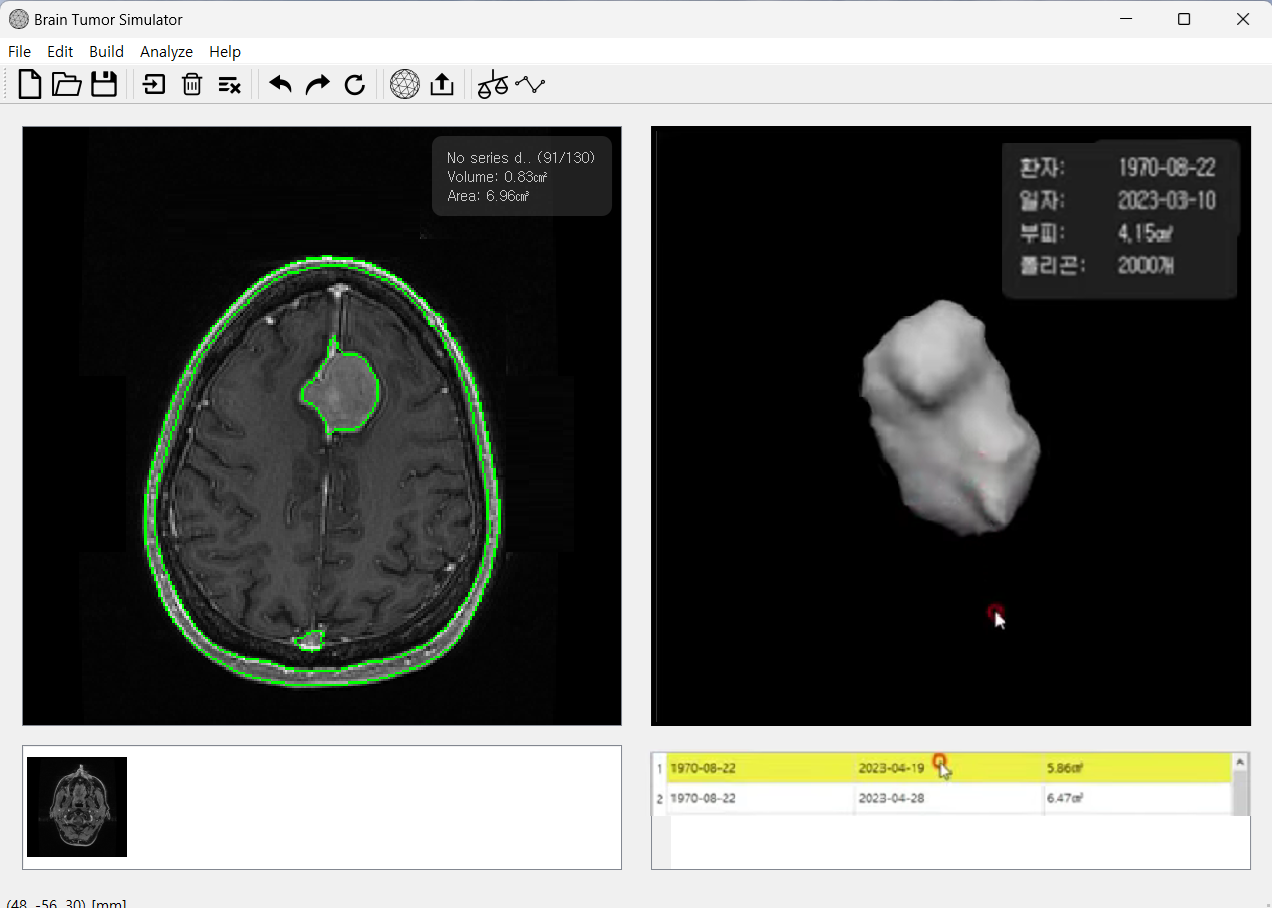 Brain Tumor Simulator
File Edit Build Analyze Help
No series d.. (91/130)
Volume: 0.83㎠
Area: 6.96㎤
환자: 1970-08-22
일자: 2023-03-10
부피: 4,15㎤
폴리곤: 2000개
1 1970-08-22 2023-04-19 5.86㎤
2 1970-08-22 2023-04-28 6.47㎤
(48, -56, 30) [mm]